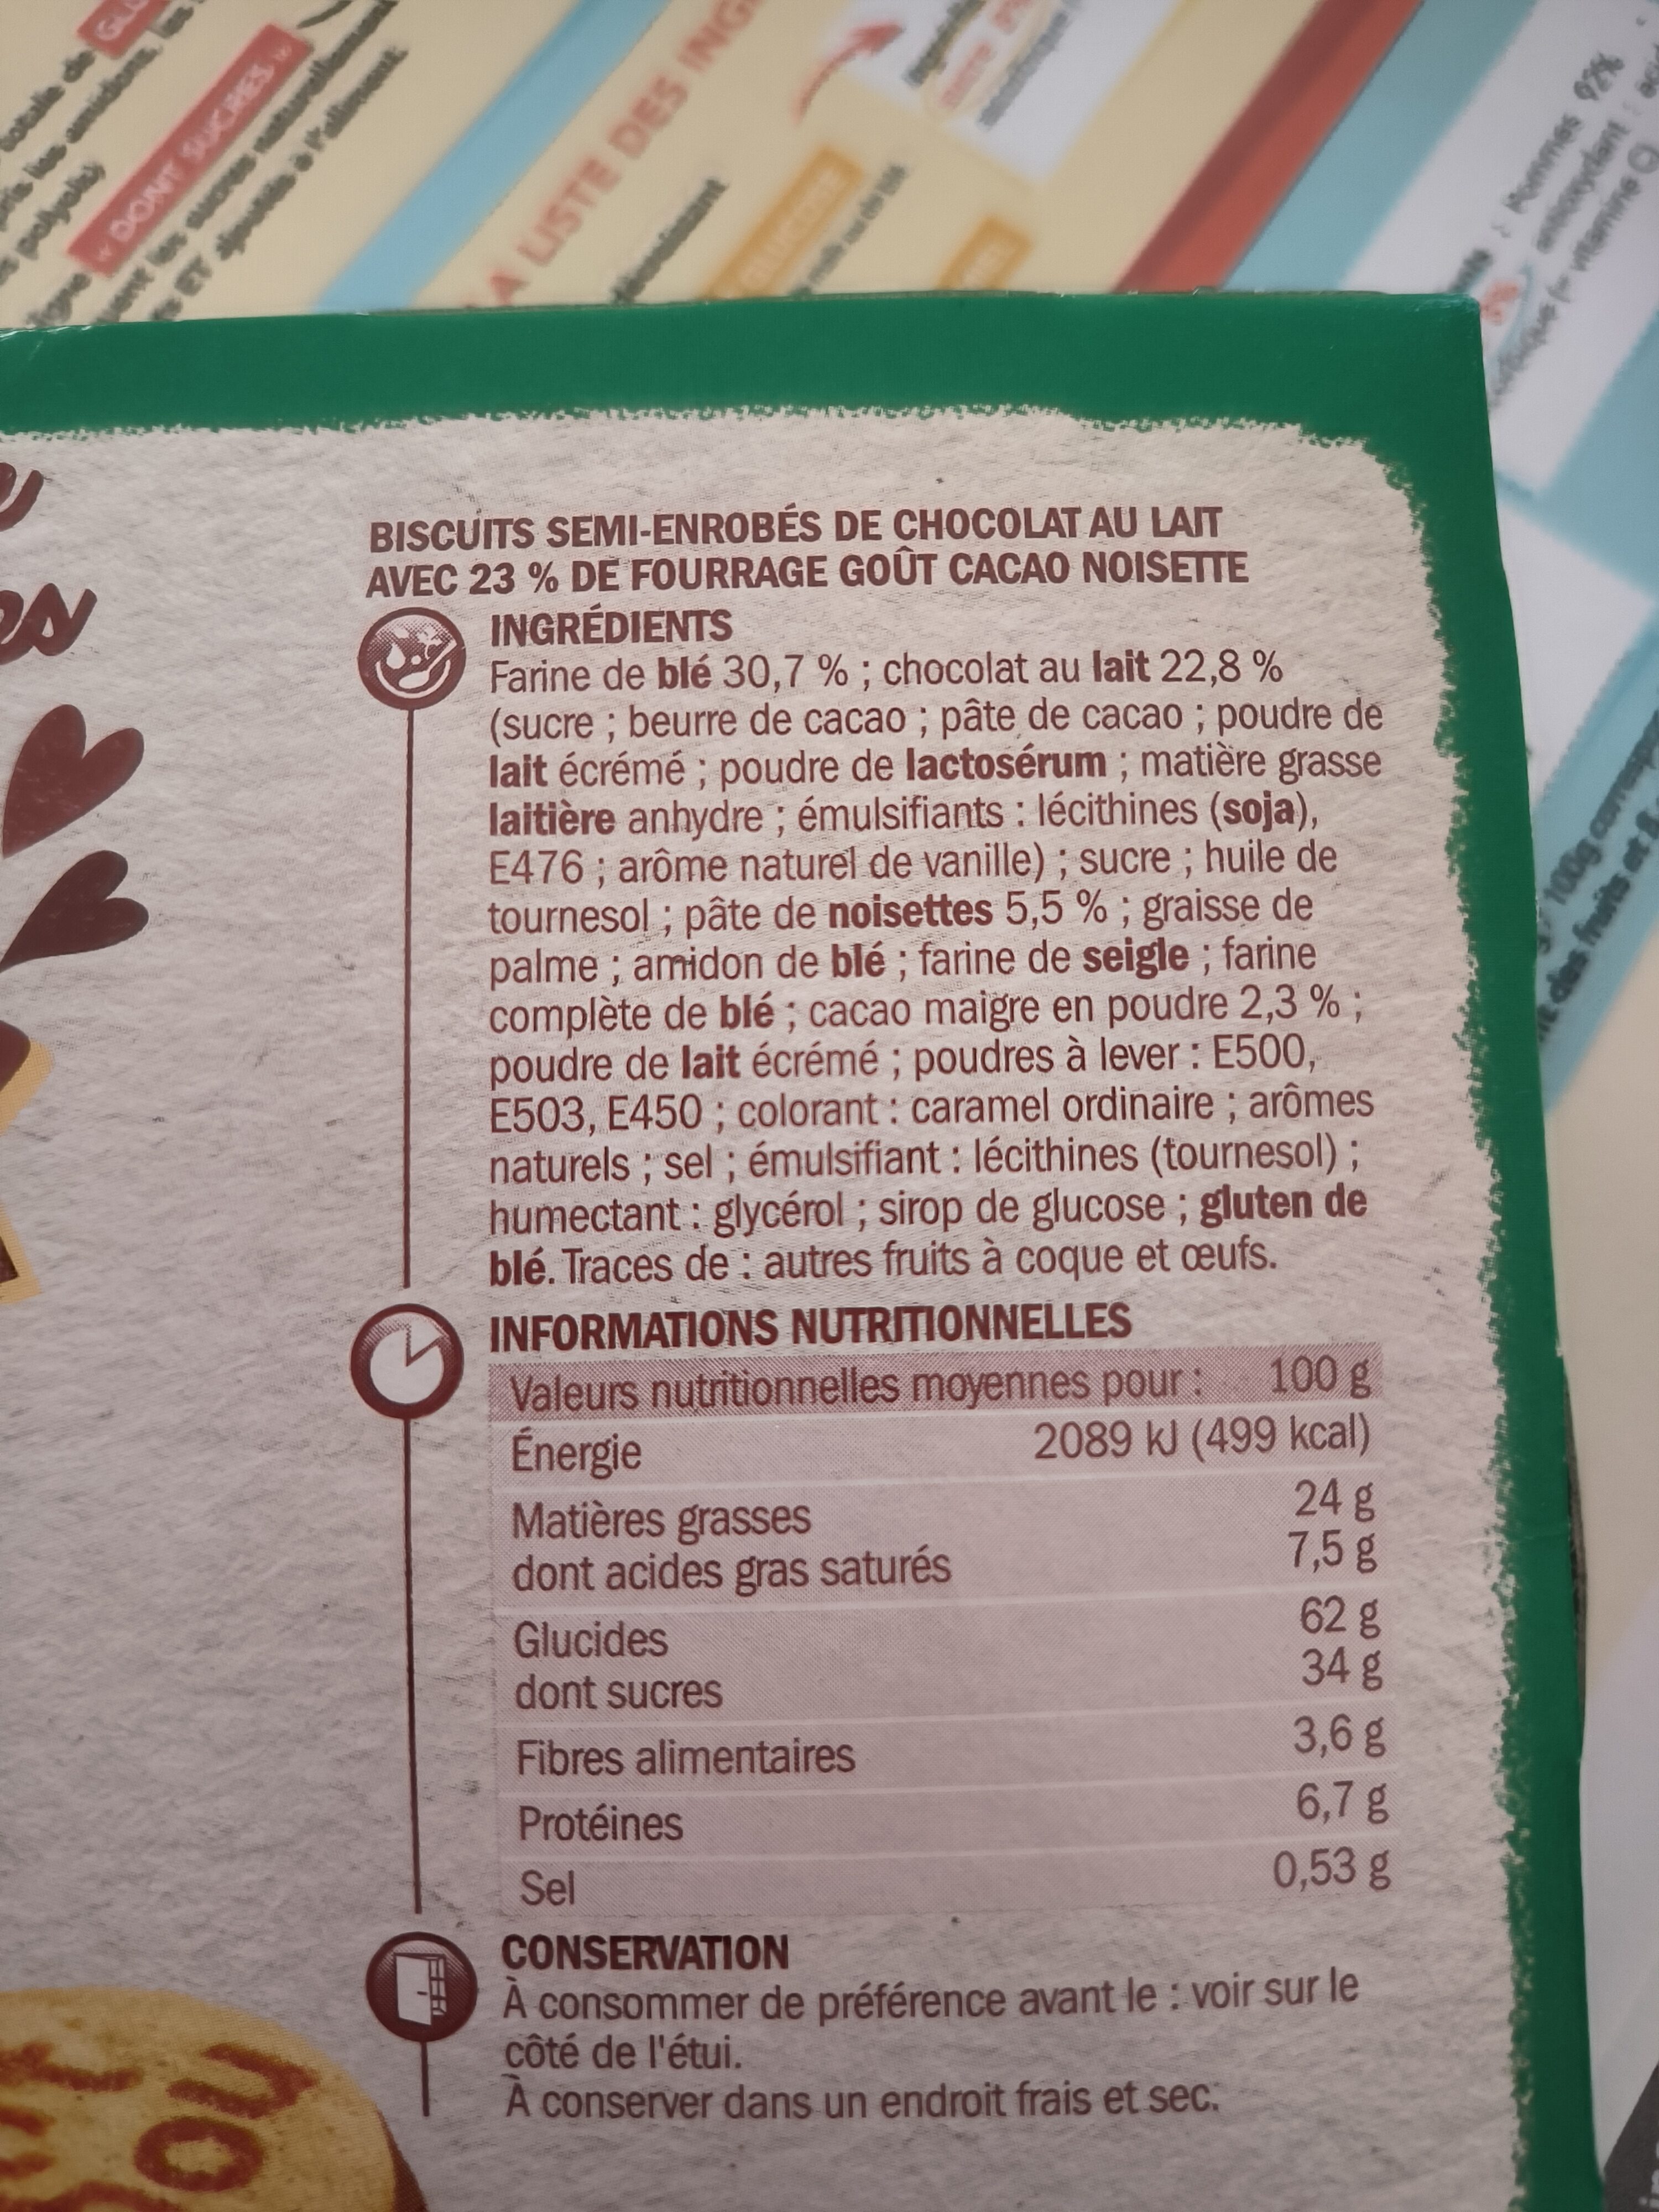 « DONT SUCRES »
LA LISTE DES
GLUCOSE
Pommes 92%
BISCUITS SEMI-ENROBÉS DE CHOCOLAT AU LAIT
AVEC 23 % DE FOURRAGE GOÛT CACAO NOISETTE
INGRÉDIENTS
Farine de blé 30,7 % ; chocolat au lait 22,8 %
(sucre ; beurre de cacao ; pâte de cacao ; poudre de
lait écrémé ; poudre de lactosérum ; matière grasse
laitière anhydre ; émulsifiants : lécithines (soja),
E476 ; arôme naturel de vanille) ; sucre ; huile de
tournesol ; pâte de noisettes 5,5 % ; graisse de
palme ; amidon de blé ; farine de seigle ; farine
complète de blé ; cacao maigre en poudre 2,3 % ;
poudre de lait écrémé ; poudres à lever : E500,
E503, E450 ; colorant : caramel ordinaire ; arômes
naturels ; sel ; émulsifiant : lécithines (tournesol) ;
humectant : glycérol ; sirop de glucose ; gluten de
blé. Traces de : autres fruits à coque et œufs.
INFORMATIONS NUTRITIONNELLES
Valeurs nutritionnelles moyennes pour : 100 g
Énergie 2089 kJ (499 kcal)
Matières grasses 24 g
dont acides gras saturés 7,5 g
Glucides 62 g
dont sucres 34 g
Fibres alimentaires 3,6 g
Protéines 6,7 g
Sel 0,53 g
CONSERVATION
À consommer de préférence avant le : voir sur le
côté de l'étui.
À conserver dans un endroit frais et sec.